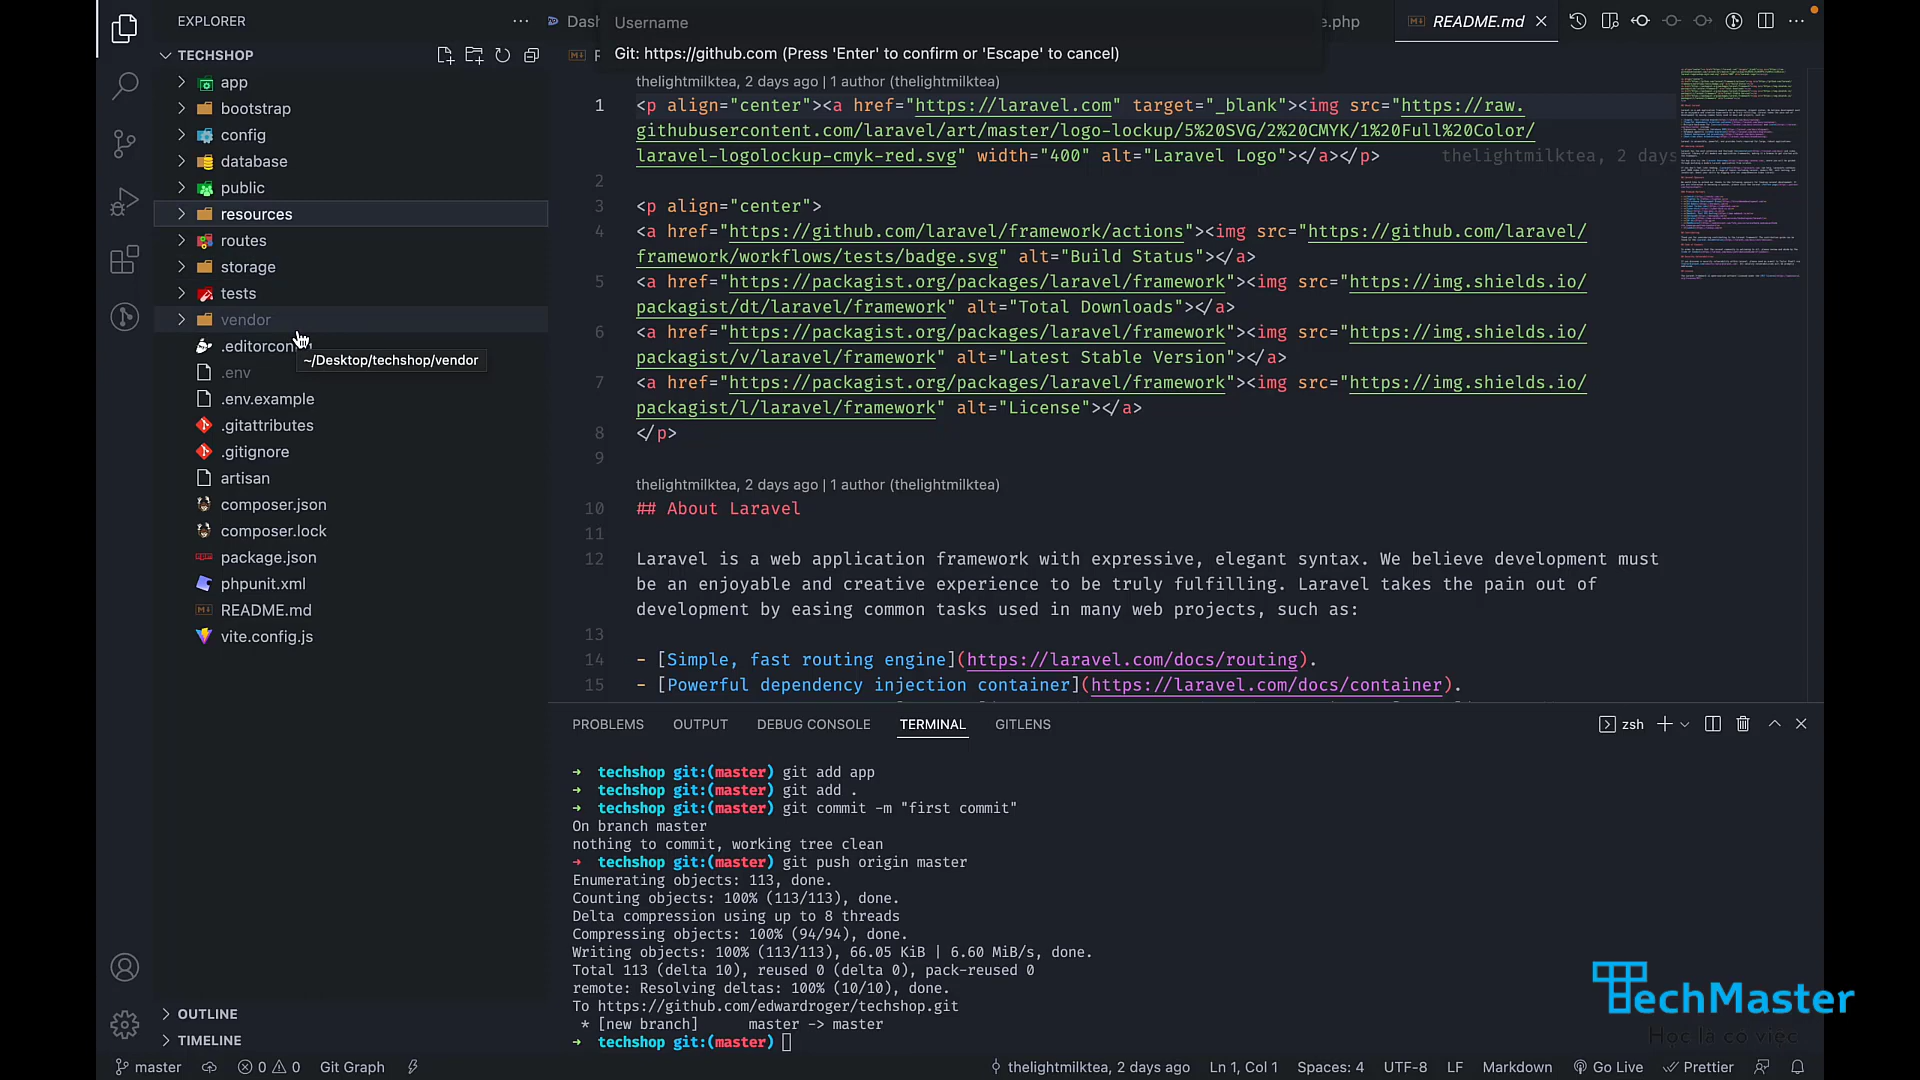 EXPLORER
TECHSHOP
app
bootstrap
config
database
public
resources
routes
storage
tests
vendor
.editorcon
~/Desktop/techshop/vendor
.env
.env.example
.gitattributes
.gitignore
artisan
composer.json
composer.lock
package.json
phpunit.xml
README.md
vite.config.js
OUTLINE
TIMELINE
Username
.php
README.md
Git: https://github.com (Press 'Enter' to confirm or 'Escape' to cancel)
thelightmilktea, 2 days ago | 1 author (thelightmilktea)
1 <p align="center"><a href="https://laravel.com" target="_blank"><img src="https://raw.
githubusercontent.com/laravel/art/master/logo-lockup/5%20SVG/2%20CMYK/1%20Full%20Color/
laravel-logolockup-cmyk-red.svg" width="400" alt="Laravel Logo"></a></p> thelightmilktea, 2 days
2
3 <p align="center">
4 <a href="https://github.com/laravel/framework/actions"><img src="https://github.com/laravel/
framework/workflows/tests/badge.svg" alt="Build Status"></a>
5 <a href="https://packagist.org/packages/laravel/framework"><img src="https://img.shields.io/
packagist/dt/laravel/framework" alt="Total Downloads"></a>
6 <a href="https://packagist.org/packages/laravel/framework"><img src="https://img.shields.io/
packagist/v/laravel/framework" alt="Latest Stable Version"></a>
7 <a href="https://packagist.org/packages/laravel/framework"><img src="https://img.shields.io/
packagist/l/laravel/framework" alt="License"></a>
8 </p>
9
thelightmilktea, 2 days ago | 1 author (thelightmilktea)
10 ## About Laravel
11
12 Laravel is a web application framework with expressive, elegant syntax. We believe development must
be an enjoyable and creative experience to be truly fulfilling. Laravel takes the pain out of
development by easing common tasks used in many web projects, such as:
13
14 - [Simple, fast routing engine](https://laravel.com/docs/routing).
15 - [Powerful dependency injection container](https://laravel.com/docs/container).
PROBLEMS OUTPUT DEBUG CONSOLE TERMINAL GITLENS
zsh
➜ techshop git:(master) git add app
➜ techshop git:(master) git add .
➜ techshop git:(master) git commit -m "first commit"
On branch master
nothing to commit, working tree clean
➜ techshop git:(master) git push origin master
Enumerating objects: 113, done.
Counting objects: 100% (113/113), done.
Delta compression using up to 8 threads
Compressing objects: 100% (94/94), done.
Writing objects: 100% (113/113), 66.05 KiB | 6.60 MiB/s, done.
Total 113 (delta 10), reused 0 (delta 0), pack-reused 0
remote: Resolving deltas: 100% (10/10), done.
To https://github.com/edwardroger/techshop.git
* [new branch] master -> master
➜ techshop git:(master)
TechMaster
Học là có việc
master 0 0 Git Graph
thelightmilktea, 2 days ago Ln 1, Col 1 Spaces: 4 UTF-8 LF Markdown Go Live Prettier